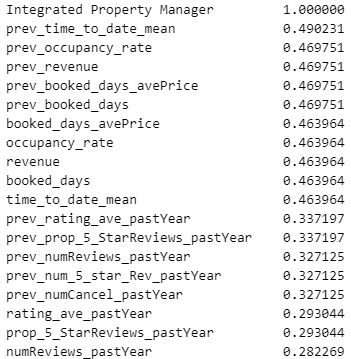 Integrated Property Manager 1.000000
prev_time_to_date_mean 0.490231
prev_occupancy_rate 0.469751
prev_revenue 0.469751
prev_booked_days_avePrice 0.469751
prev_booked_days 0.469751
booked_days_avePrice 0.463964
occupancy_rate 0.463964
revenue 0.463964
booked_days 0.463964
time_to_date_mean 0.463964
prev_rating_ave_pastYear 0.337197
prev_prop_5_StarReviews_pastYear 0.337197
prev_numReviews_pastYear 0.327125
prev_num_5_star_Rev_pastYear 0.327125
prev_numCancel_pastYear 0.327125
rating_ave_pastYear 0.293044
prop_5_StarReviews_pastYear 0.293044
numReviews_pastYear 0.282269